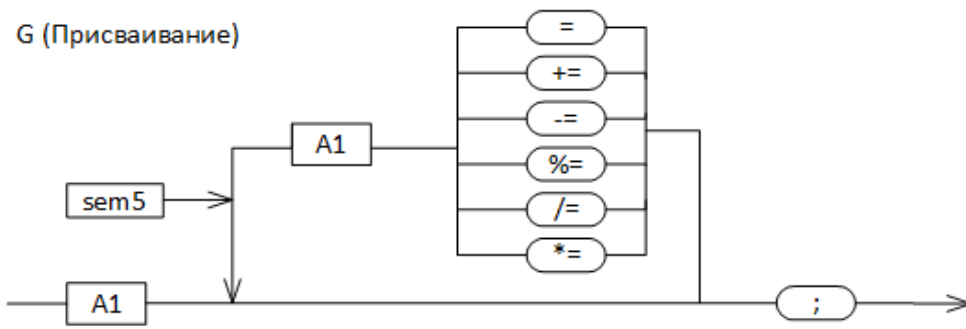 G (Присваивание)
=
+=
-=
A1
%=
sem5
/=
*=
A1
;